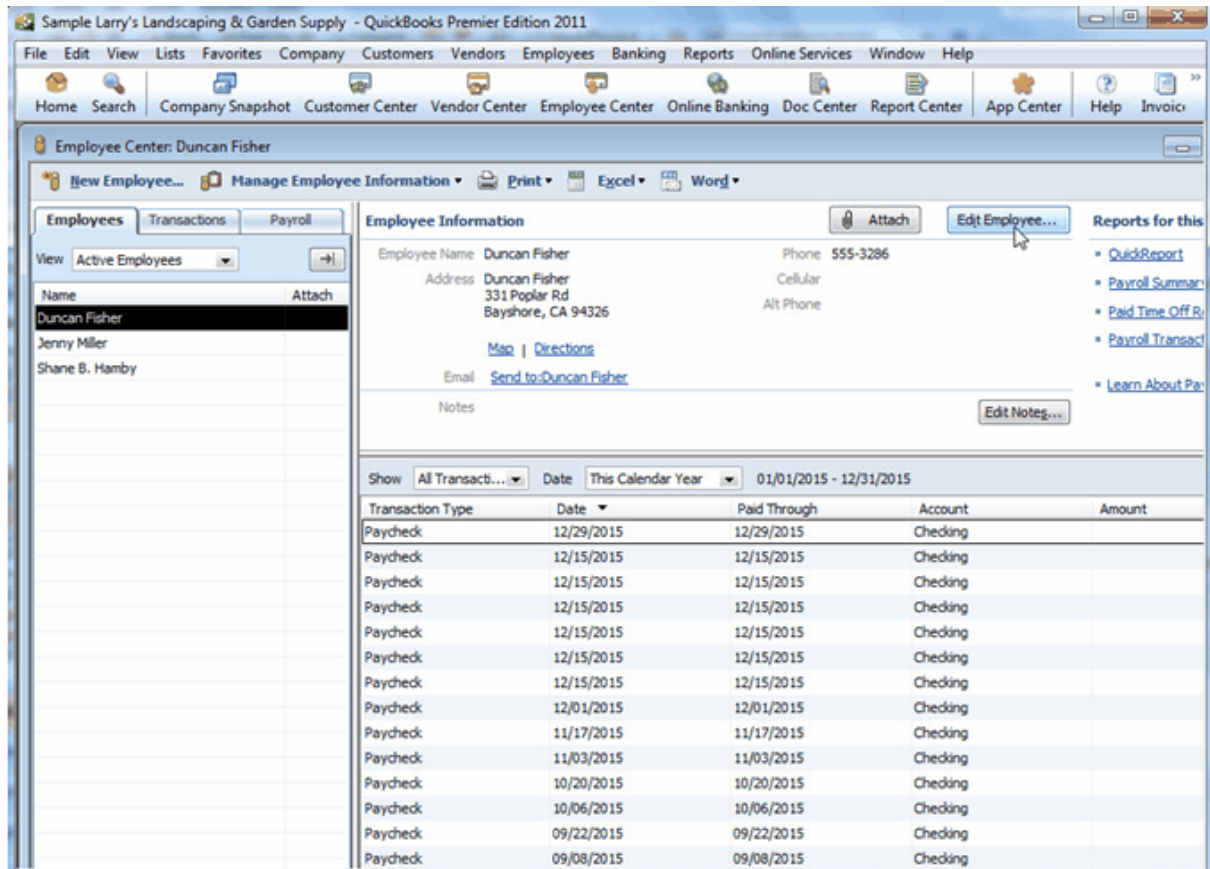 Sample Larry's Landscaping & Garden Supply - QuickBooks Premier Edition 2011
File Edit View Lists Favorites Company Customers Vendors Employees Banking Reports Online Services Window Help
Home Search Company Snapshot Customer Center Vendor Center Employee Center Online Banking Doc Center Report Center App Center Help
Employee Center: Duncan Fisher
New Employee... Manage Employee Information Print Excel Word
Employees Transactions Payroll
View Active Employees
Name Attach
Duncan Fisher
Jenny Miller
Shane B. Hamby
Employee Information Attach Edit Employee...
Employee Name Duncan Fisher Phone 555-3286
Address Duncan Fisher Cellular
331 Poplar Rd
Bayshore, CA 94326 Alt Phone
Map | Directions
Email Send to:Duncan Fisher
Notes Edit Notes...
Reports for this
QuickReport
Payroll Summary
Paid Time Off
Payroll
Learn About
Show All Transacti... Date This Calendar Year 01/01/2015 - 12/31/2015
Transaction Type Date Paid Through Account Amount
Paycheck 12/29/2015 12/29/2015 Checking
Paycheck 12/15/2015 12/15/2015 Checking
Paycheck 12/15/2015 12/15/2015 Checking
Paycheck 12/15/2015 12/15/2015 Checking
Paycheck 12/15/2015 12/15/2015 Checking
Paycheck 12/15/2015 12/15/2015 Checking
Paycheck 12/15/2015 12/15/2015 Checking
Paycheck 12/01/2015 12/01/2015 Checking
Paycheck 11/17/2015 11/17/2015 Checking
Paycheck 11/03/2015 11/03/2015 Checking
Paycheck 10/20/2015 10/20/2015 Checking
Paycheck 10/06/2015 10/06/2015 Checking
Paycheck 09/22/2015 09/22/2015 Checking
Paycheck 09/08/2015 09/08/2015 Checking